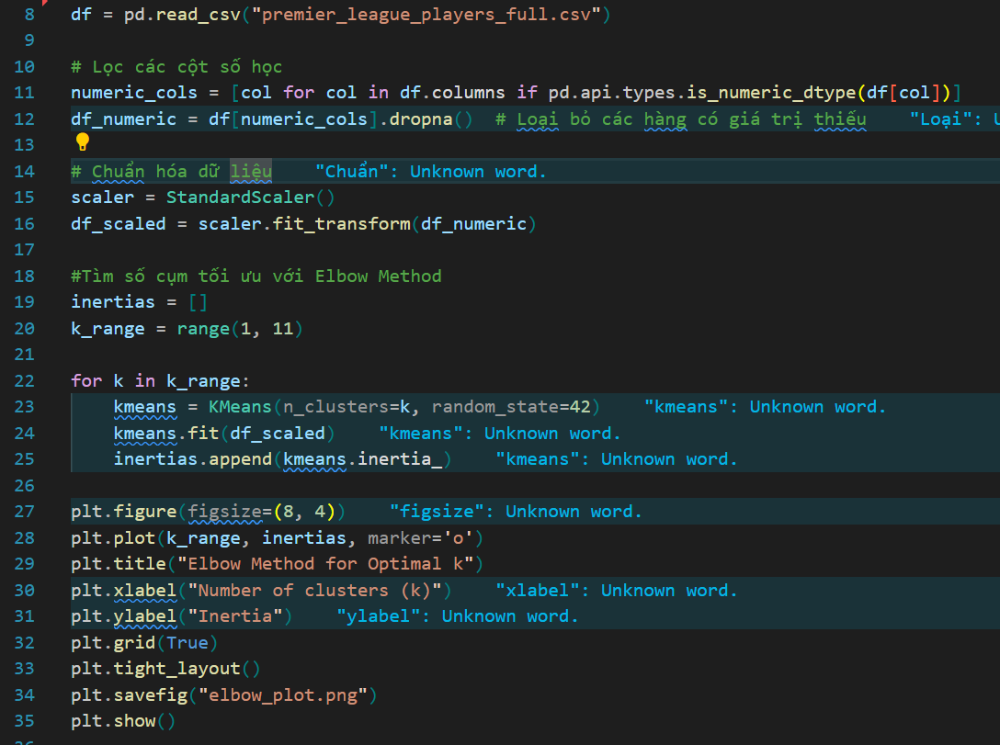 8 df = pd.read_csv("premier_league_players_full.csv")
9
10 # Lọc các cột số học
11 numeric_cols = [col for col in df.columns if pd.api.types.is_numeric_dtype(df[col])]
12 df_numeric = df[numeric_cols].dropna()  # Loại bỏ các hàng có giá trị thiếu "Loại": U
13
14 # Chuẩn hóa dữ liệu "Chuẩn": Unknown word.
15 scaler = StandardScaler()
16 df_scaled = scaler.fit_transform(df_numeric)
17
18 #Tìm số cụm tối ưu với Elbow Method
19 inertias = []
20 k_range = range(1, 11)
21
22 for k in k_range:
23     kmeans = KMeans(n_clusters=k, random_state=42) "kmeans": Unknown word.
24     kmeans.fit(df_scaled) "kmeans": Unknown word.
25     inertias.append(kmeans.inertia_) "kmeans": Unknown word.
26
27 plt.figure(figsize=(8, 4)) "figsize": Unknown word.
28 plt.plot(k_range, inertias, marker='o')
29 plt.title("Elbow Method for Optimal k")
30 plt.xlabel("Number of clusters (k)") "xlabel": Unknown word.
31 plt.ylabel("Inertia") "ylabel": Unknown word.
32 plt.grid(True)
33 plt.tight_layout()
34 plt.savefig("elbow_plot.png")
35 plt.show()